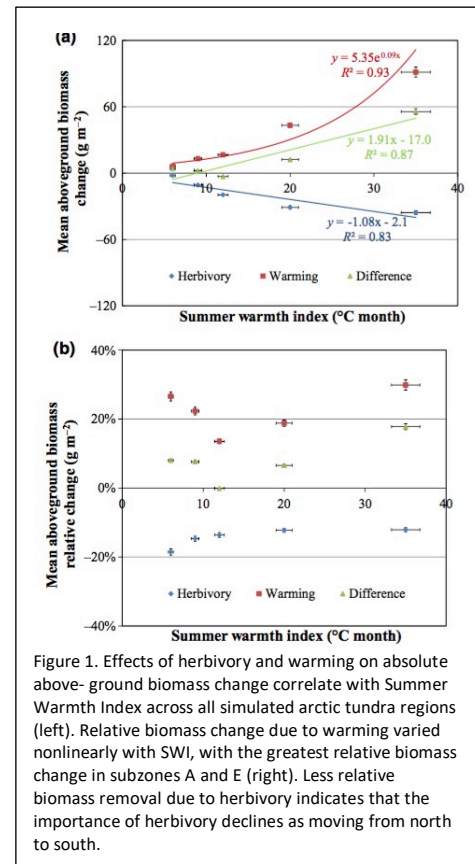 (a)
120
y = 5.35e^0.09x
R² = 0.93
60
y = 1.91x - 17.0
R² = 0.87
0
0 10 20 30 40
y = -1.08x - 2.1
R² = 0.83
-60
Herbivory Warming Difference
-120
Mean aboveground biomass
change (g m⁻²)
Summer warmth index (°C month)
(b)
40%
20%
0%
0 10 20 30 40
-20%
Herbivory Warming Difference
-40%
Mean aboveground biomass
relative change (g m⁻²)
Summer warmth index (°C month)
Figure 1. Effects of herbivory and warming on absolute
above- ground biomass change correlate with Summer
Warmth Index across all simulated arctic tundra regions
(left). Relative biomass change due to warming varied
nonlinearly with SWI, with the greatest relative biomass
change in subzones A and E (right). Less relative
biomass removal due to herbivory indicates that the
importance of herbivory declines as moving from north
to south.